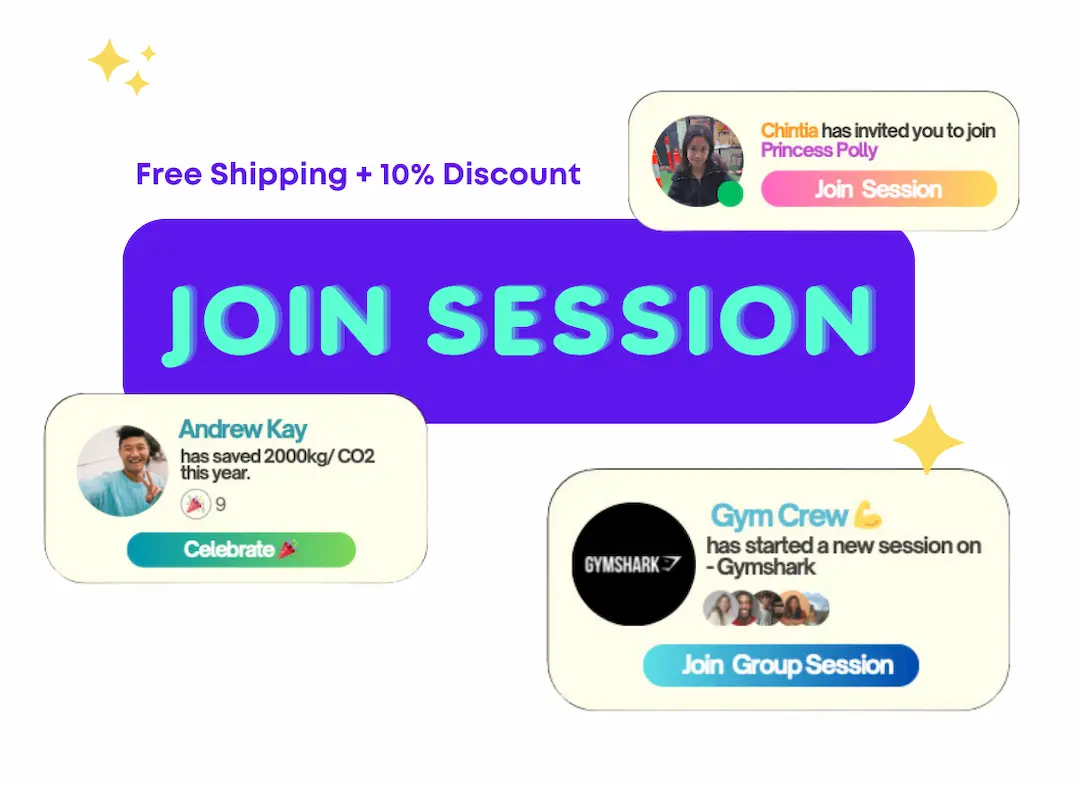 Chintia has invited you to join
Princess Polly
Join Session
Free Shipping + 10% Discount
JOIN SESSION
Andrew Kay
has saved 2000kg/ CO2
this year.
9
Celebrate
Gym Crew
has started a new session on
- Gymshark
GYMSHARK
Join Group Session